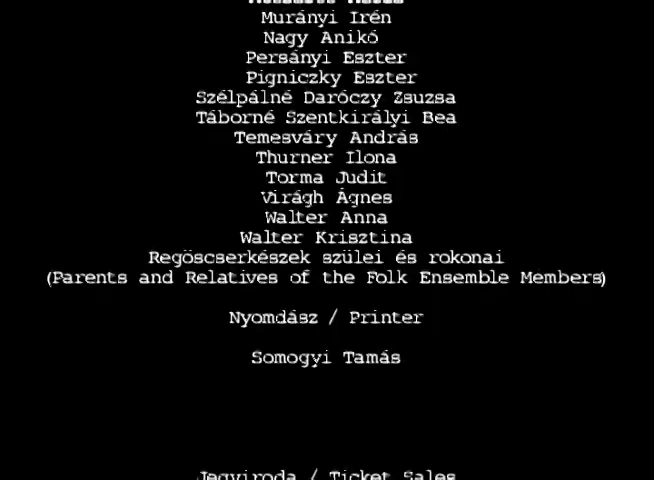 Murányi Irén
Nagy Anikó
Persányi Eszter
Pigniczky Eszter
Szélpálné Daróczy Zsuzsa
Táborné Szentkirályi Bea
Temesváry András
Thurner Ilona
Torma Judit
Virágh Ágnes
Walter Anna
Walter Krisztina
Regöscserkészek szülei és rokonai
(Parents and Relatives of the Folk Ensemble Members)
Nyomdász / Printer
Somogyi Tamás
Jegyiroda / Ticket Sales